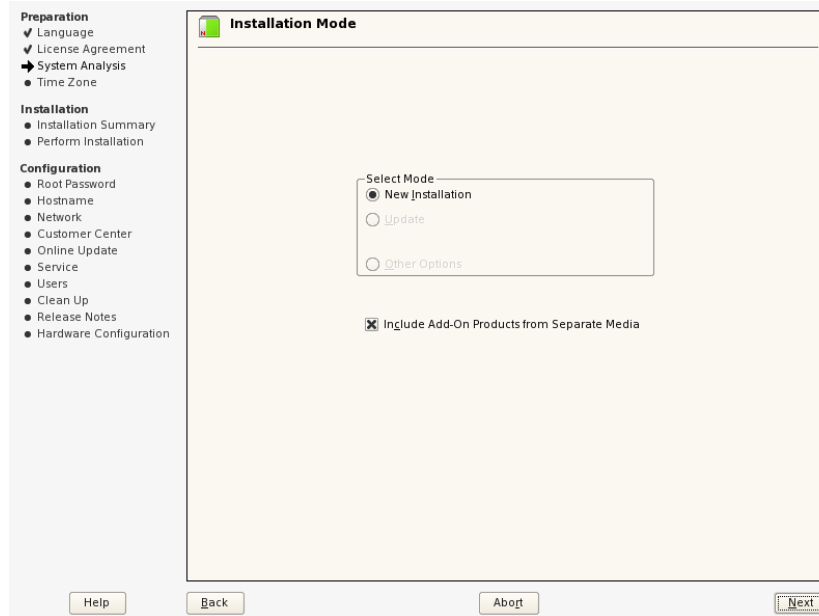 Preparation
Language
License Agreement
System Analysis
Time Zone
Installation
Installation Summary
Perform Installation
Configuration
Root Password
Hostname
Network
Customer Center
Online Update
Service
Users
Clean Up
Release Notes
Hardware Configuration
N
Installation Mode
Select Mode
New Installation
Update
Other Options
Include Add-On Products from Separate Media
Help
Back
Abort
Next